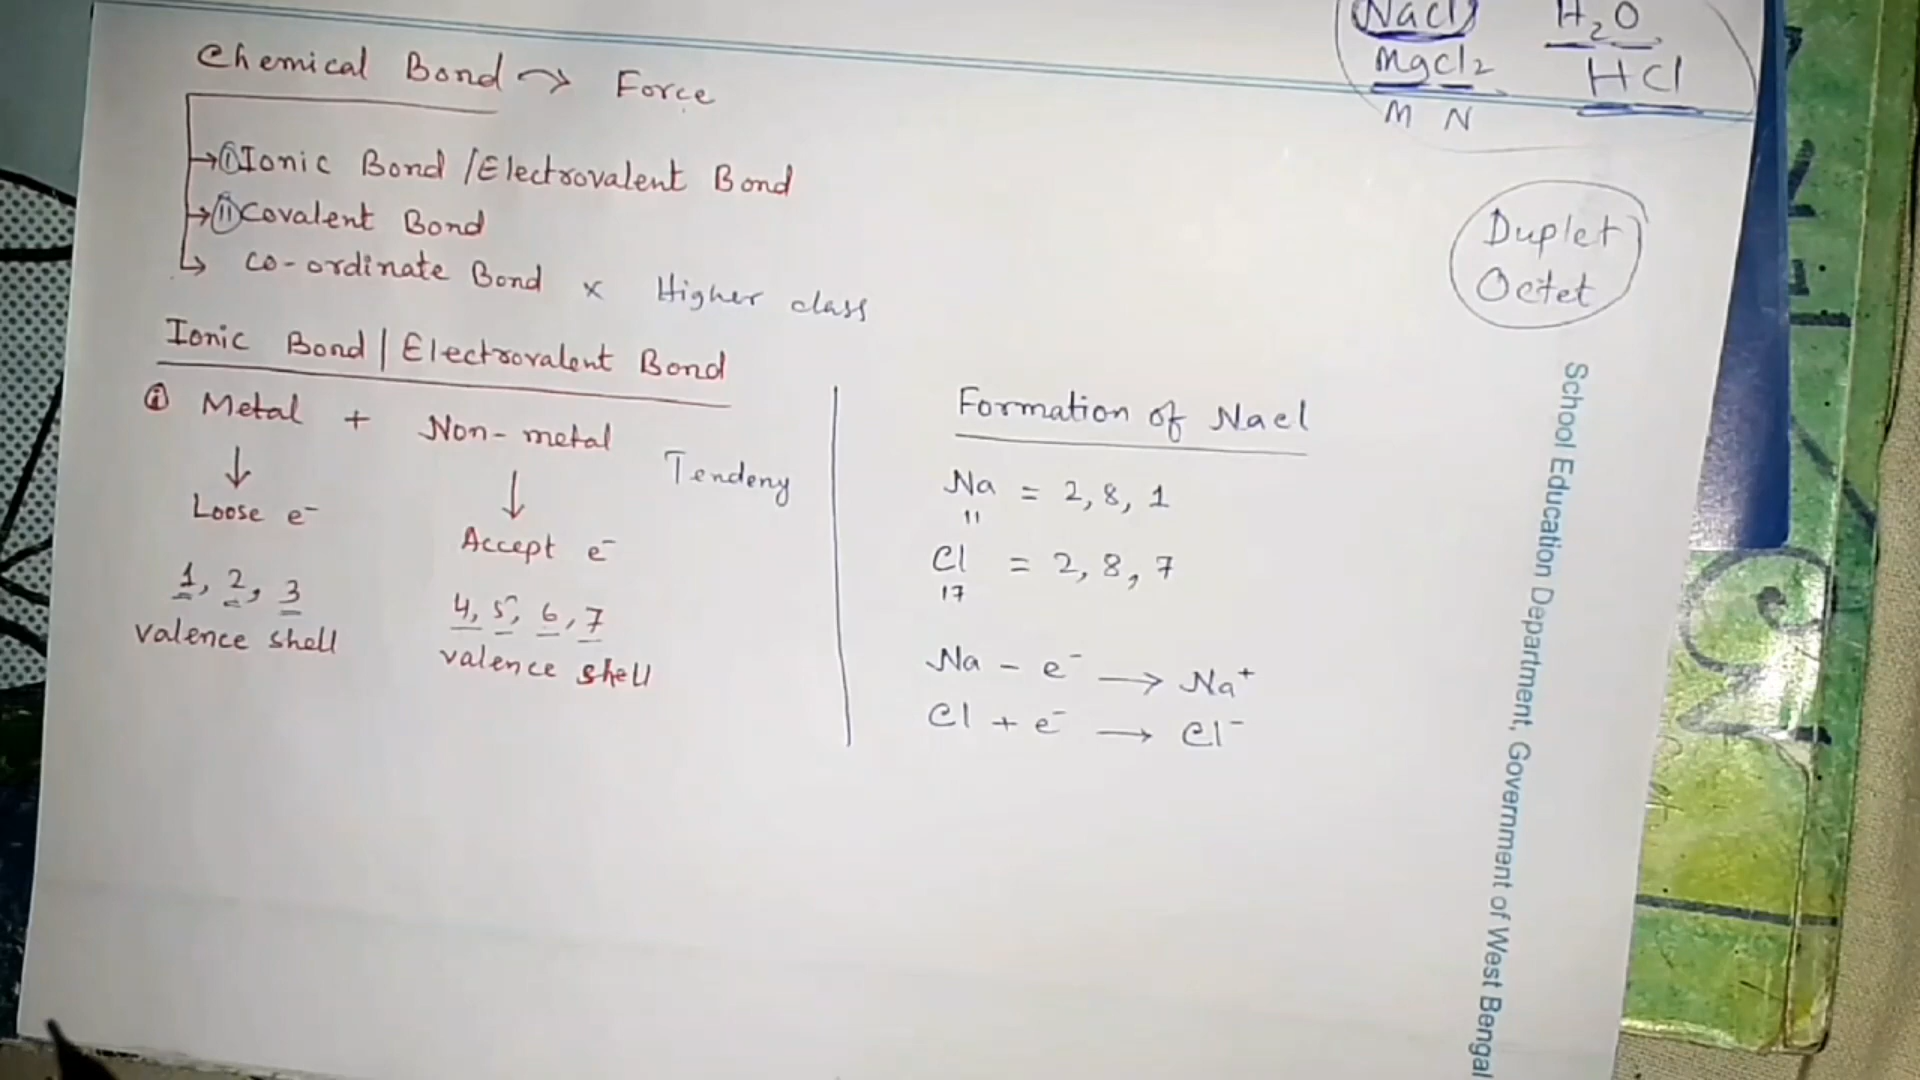 Nacl H₂O
Mgcl₂ HCl
M N
Chemical Bond → Force
→ⓘ Ionic Bond / Electrovalent Bond
→ⓘⓘ Covalent Bond
↳ co-ordinate Bond × Higher class
Duplet
Octet
Ionic Bond | Electrovalent Bond
ⓘ Metal + Non-metal
↓ ↓
Loose e⁻ Accept e⁻
Tendeny
1, 2, 3 4, 5, 6, 7
valence shell valence shell
Formation of Nacl
Na = 2, 8, 1
11
Cl = 2, 8, 7
17
Na - e⁻ → Na⁺
Cl + e⁻ → Cl⁻
School Education Department, Government of West Bengal